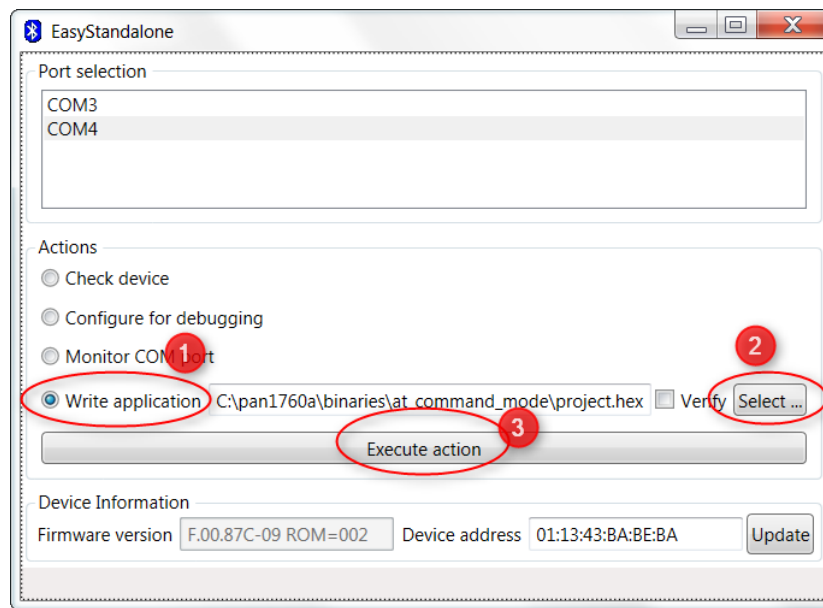 EasyStandalone
Port selection
COM3
COM4
Actions
Check device
Configure for debugging
Monitor COM port
1
2
Write application C:\pan1760a\binaries\at_command_mode\project.hex Verify Select ...
3
Execute action
Device Information
Firmware version F.00.87C-09 ROM=002 Device address 01:13:43:BA:BE:BA Update